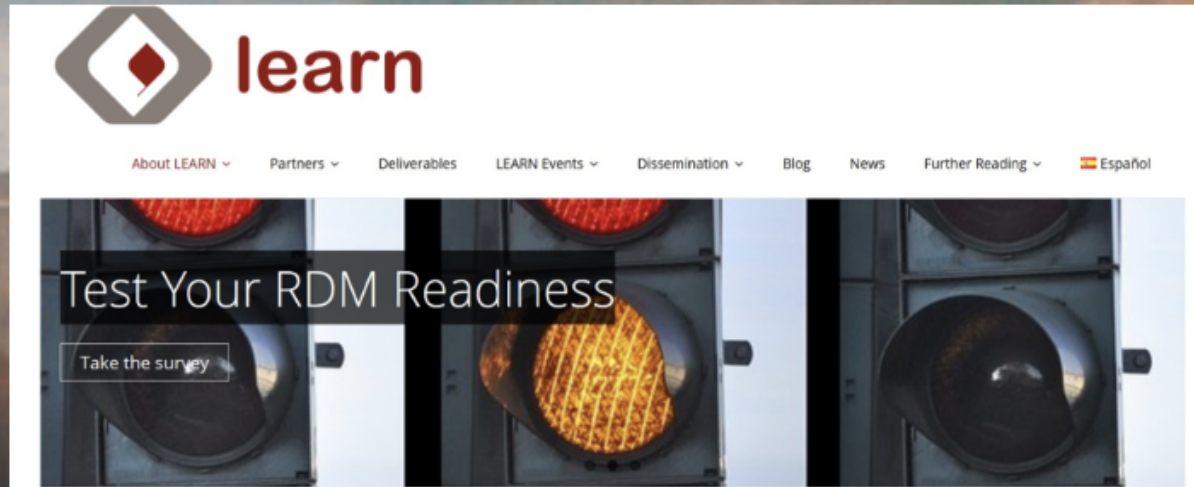 learn
About LEARN Partners Deliverables LEARN Events Dissemination Blog News Further Reading Español
Test Your RDM Readiness
Take the survey